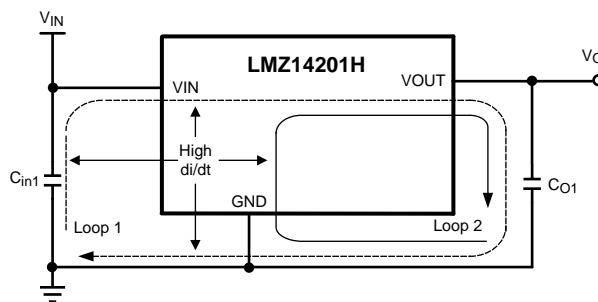 VIN
LMZ14201H
VIN
VOUT
High
di/dt
Cin1
CO1
GND
Loop 1
Loop 2